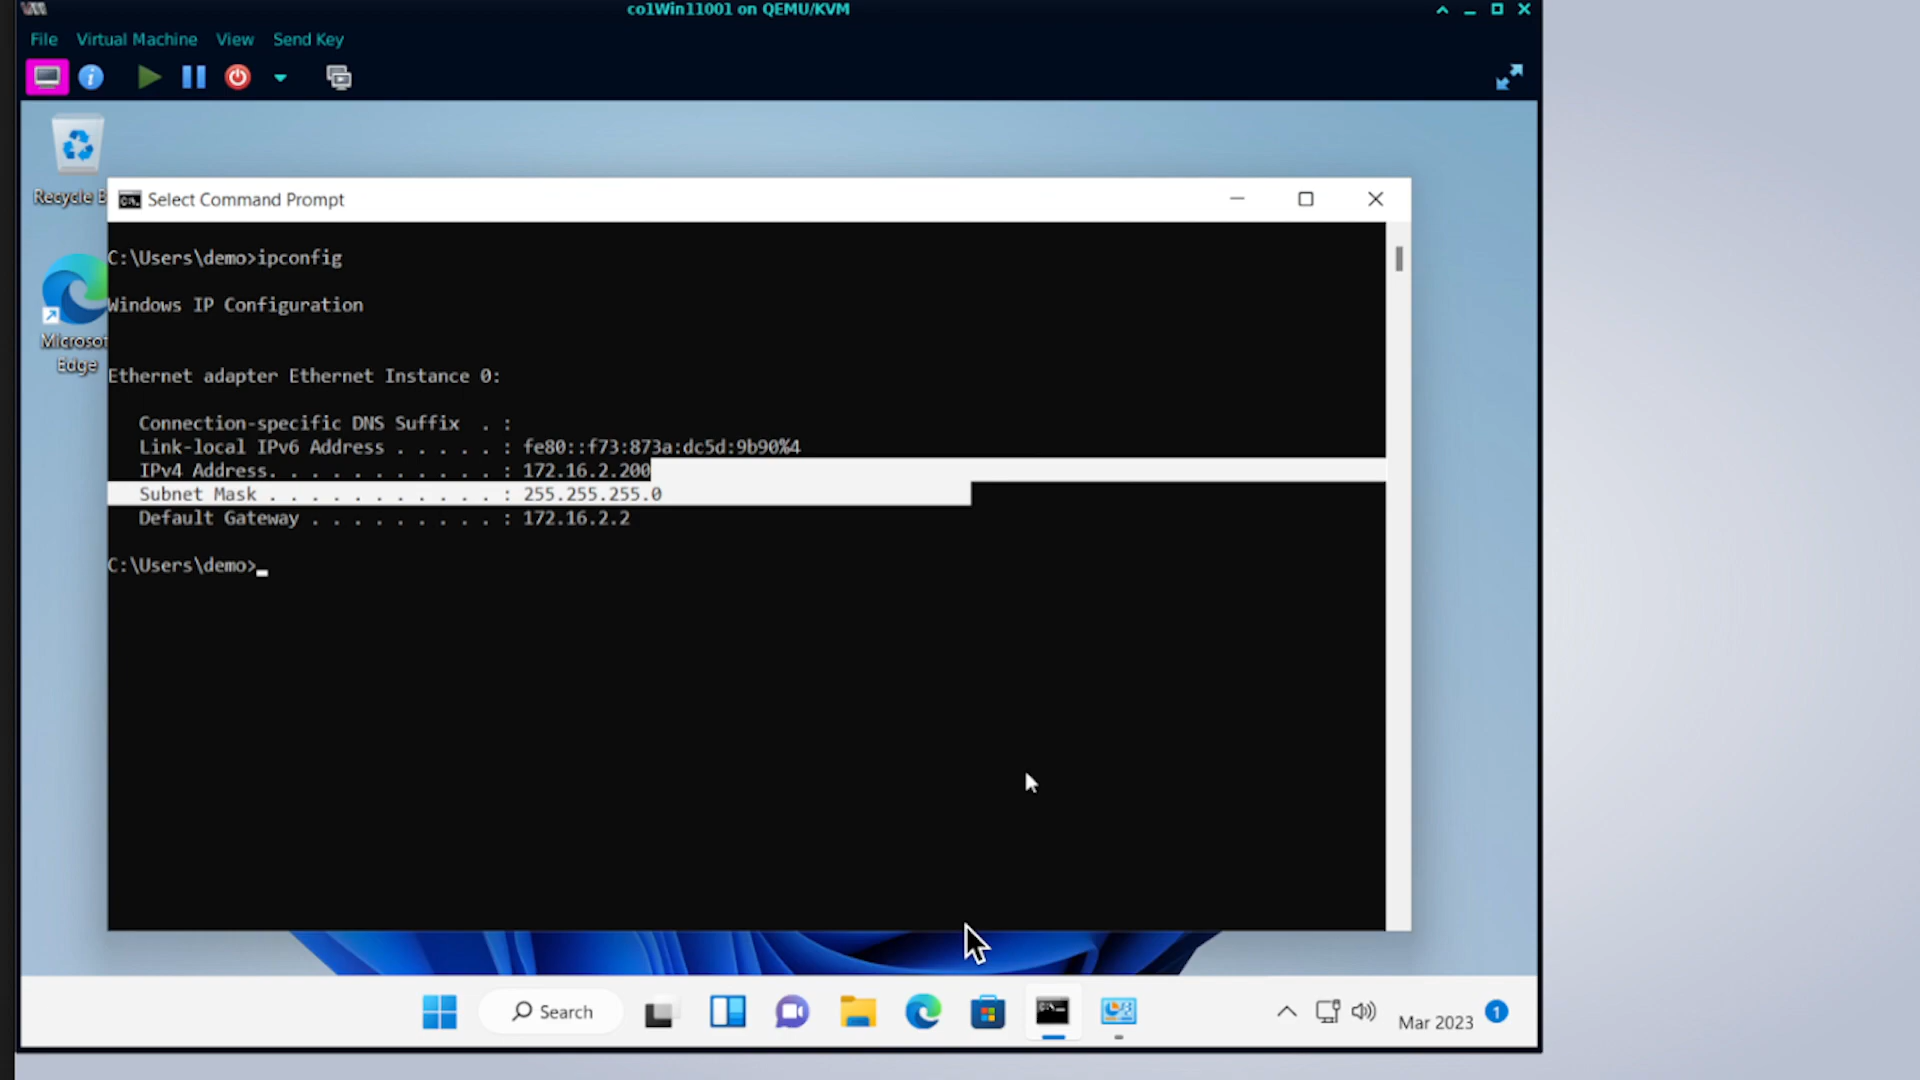 co1Win11001 on QEMU/KVM
File Virtual Machine View Send Key
Recycle B
Select Command Prompt
C:\Users\demo>ipconfig
Windows IP Configuration
Microsof
Edge
Ethernet adapter Ethernet Instance 0:
Connection-specific DNS Suffix . :
Link-local IPv6 Address . . . . . : fe80::f73:873a:dc5d:9b90%4
IPv4 Address. . . . . . . . . . . : 172.16.2.200
Subnet Mask . . . . . . . . . . . : 255.255.255.0
Default Gateway . . . . . . . . . : 172.16.2.2
C:\Users\demo>
Search
Mar 2023
1